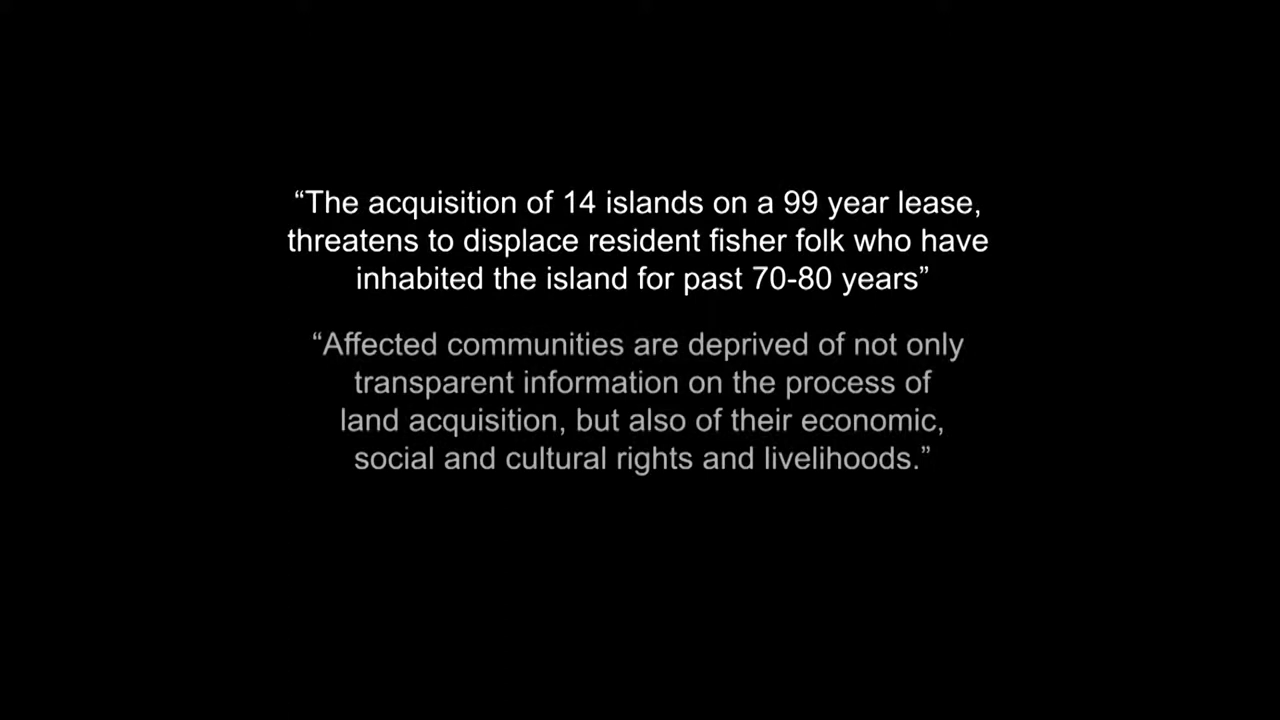 “The acquisition of 14 islands on a 99 year lease,
threatens to displace resident fisher folk who have
inhabited the island for past 70-80 years”
“Affected communities are deprived of not only
transparent information on the process of
land acquisition, but also of their economic,
social and cultural rights and livelihoods.”